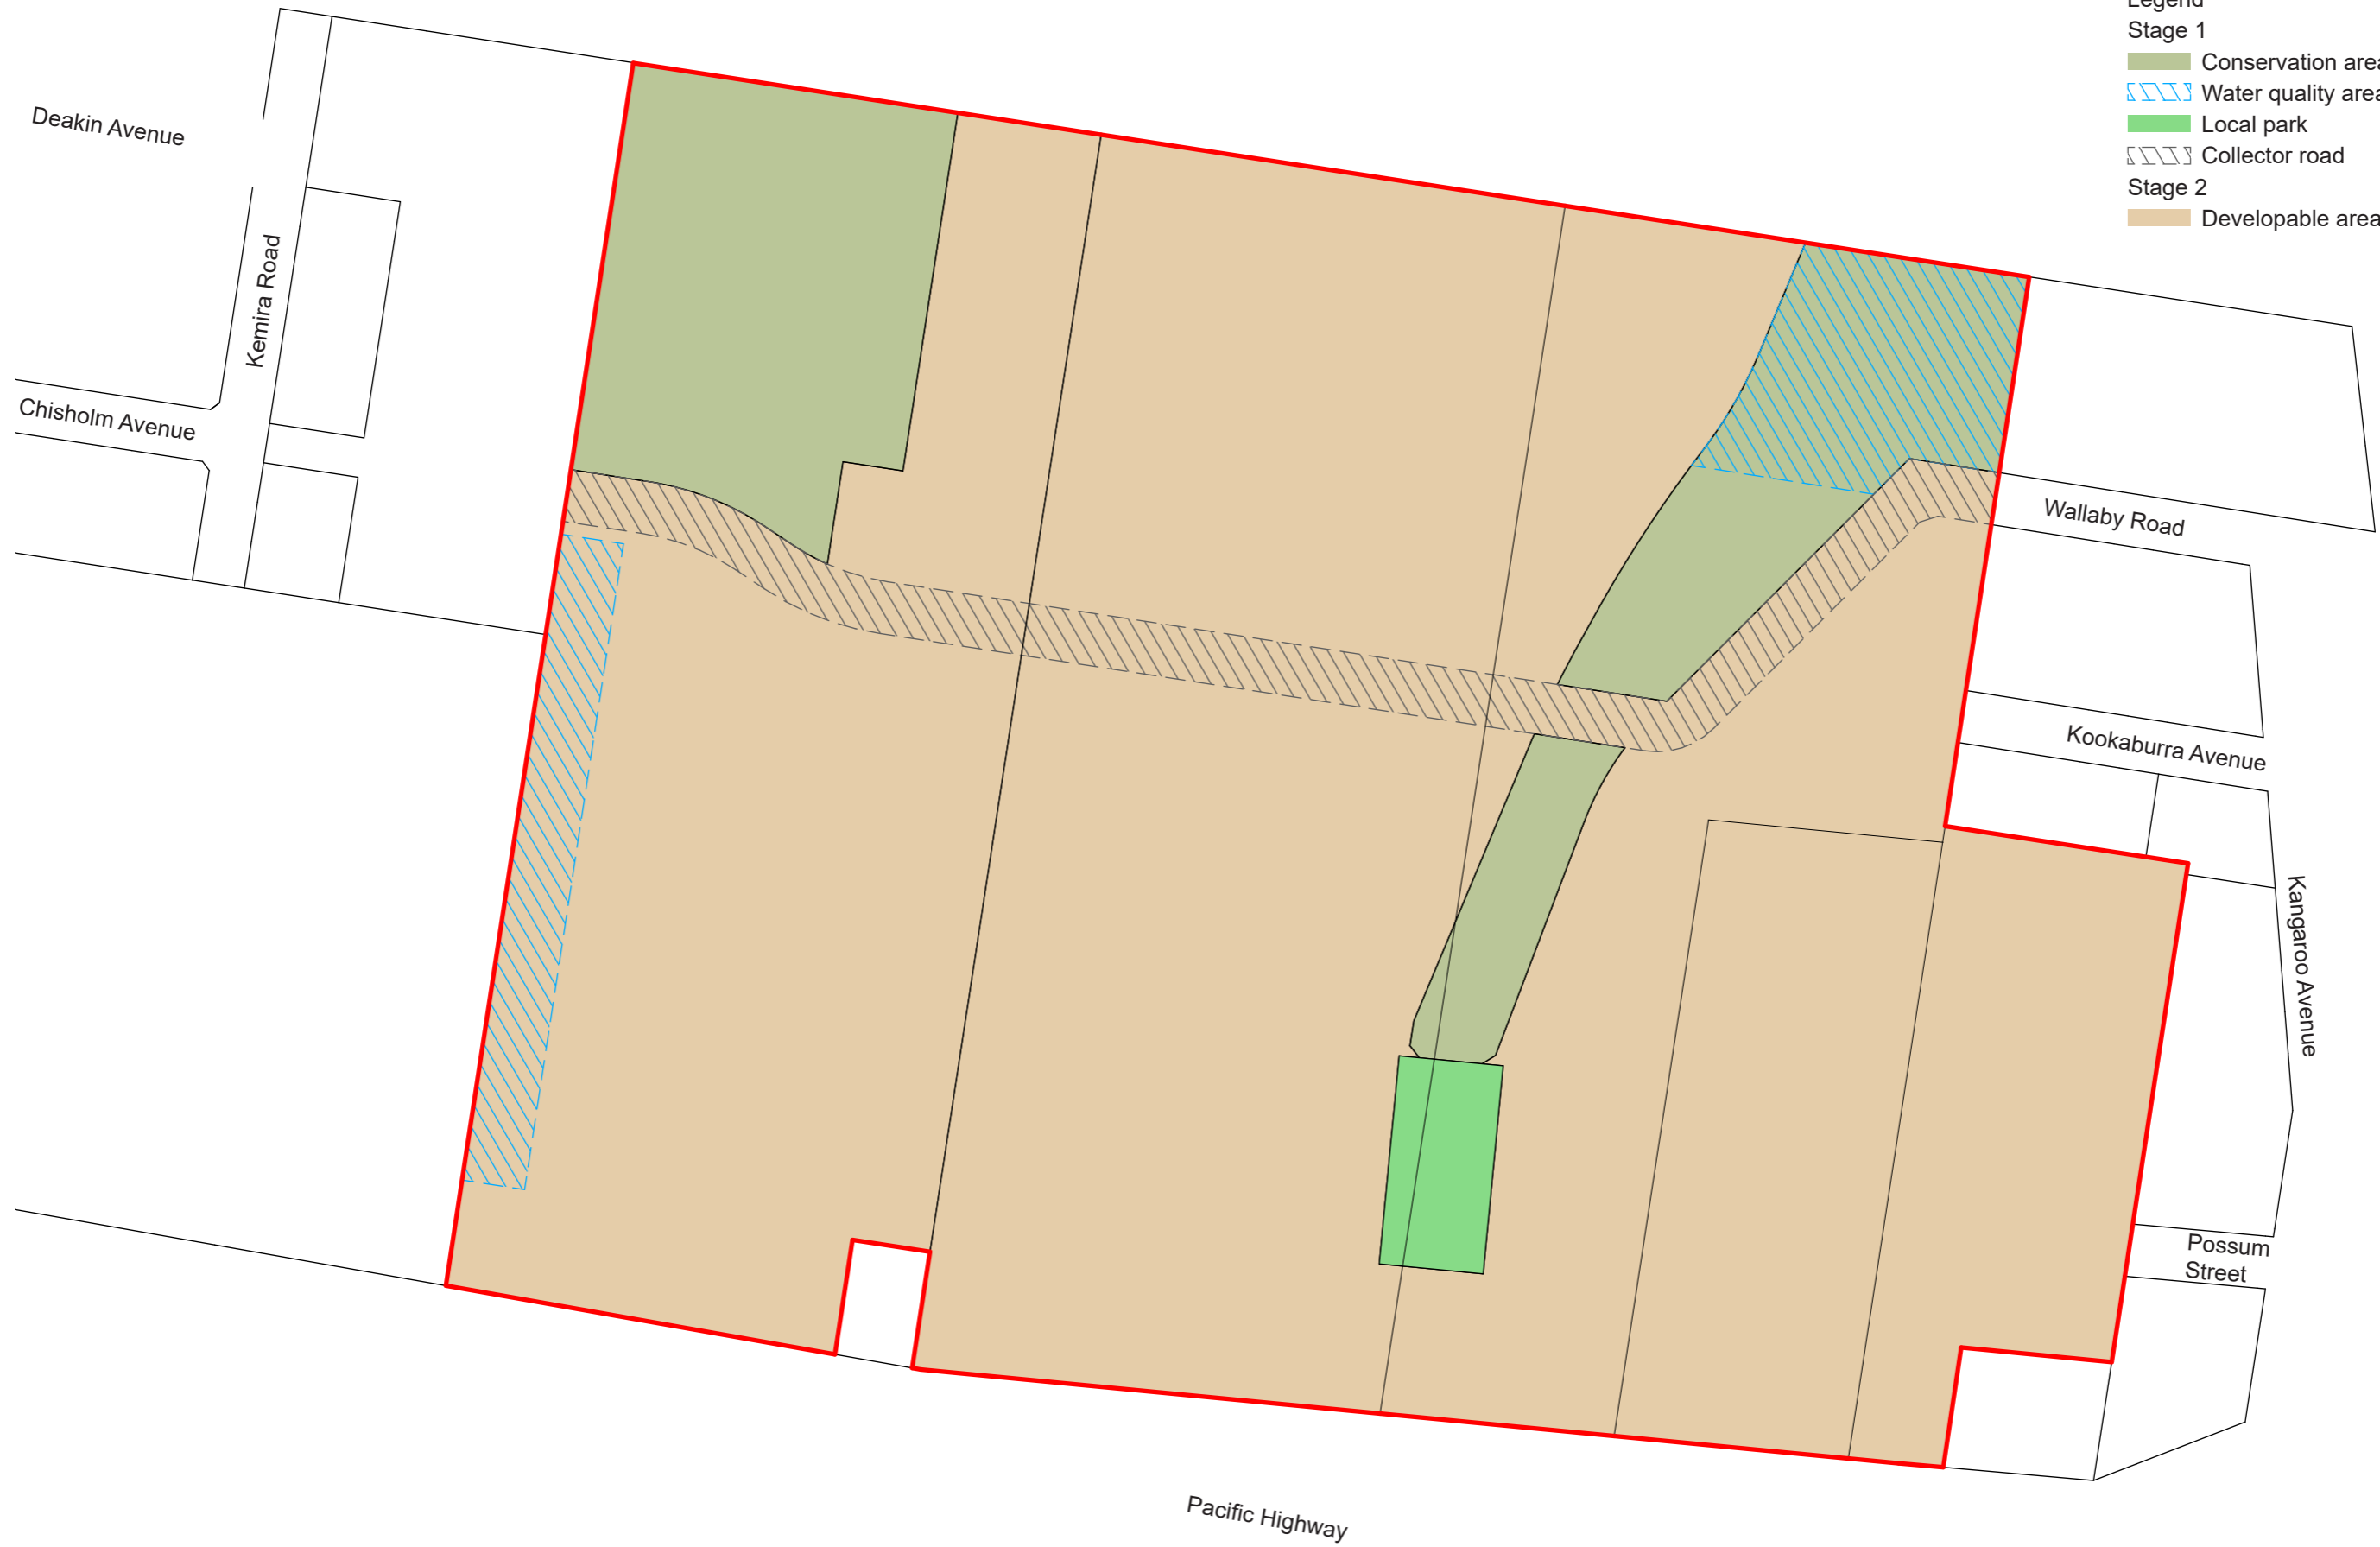 Legend
Stage 1
Conservation area
Water quality area
Local park
Collector road
Stage 2
Developable area
Deakin Avenue
Kemira Road
Chisholm Avenue
Wallaby Road
Kookaburra Avenue
Kangaroo Avenue
Possum
Street
Pacific Highway